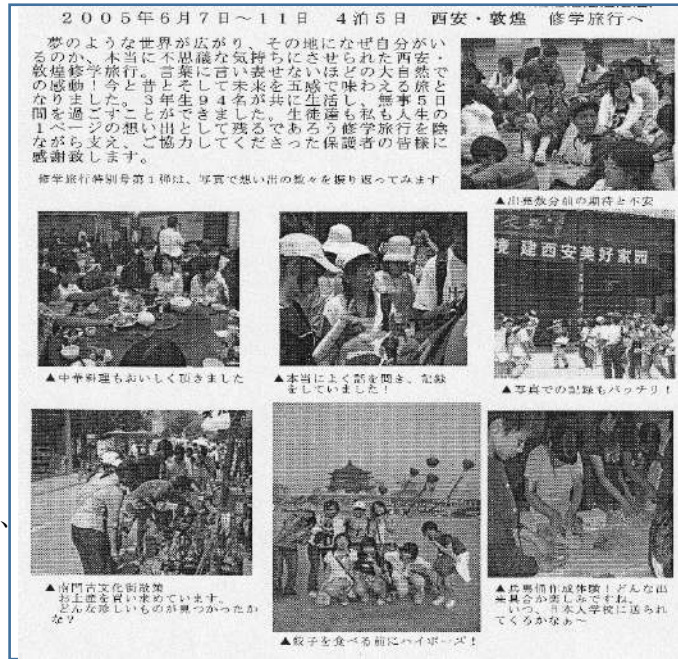 2005年6月7日～11日 4泊5日 西安・敦煌 修学旅行へ
夢のような世界が広がり、その地になぜ自分がい
るのか、本当に不思議な気持ちにさせられた西安・
敦煌修学旅行。言葉に言い表せないほどの大自然で
の感動！今と昔とそして未来を五感で味わえる旅と
なりました。3年生94名が共に生活し、無事5日
間を過ごすことができました。生徒達も私も人生の
1ページの想い出として残るであろう修学旅行を陰
ながら支え、ご協力してくださった保護者の皆様に
感謝致します。
修学旅行特別号第1弾は、写真で想い出の数々を振り返ってみます
▲出発数分前の期待と不安
境 建西安美好家园
▲中華料理もおいしく頂きました
▲本当によく話を聞き、記録
をしていました！
▲写真での記録もバッチリ！
、
▲南門古文化街散策
お土産を買い求めています。
どんな珍しいものが見つかったか
な？
▲餃子を食べる前にハイポーズ！
▲兵馬俑作成体験！どんな出
来具合か楽しみですね。
いつ、日本人学校に送られ
てくるかなぁ～